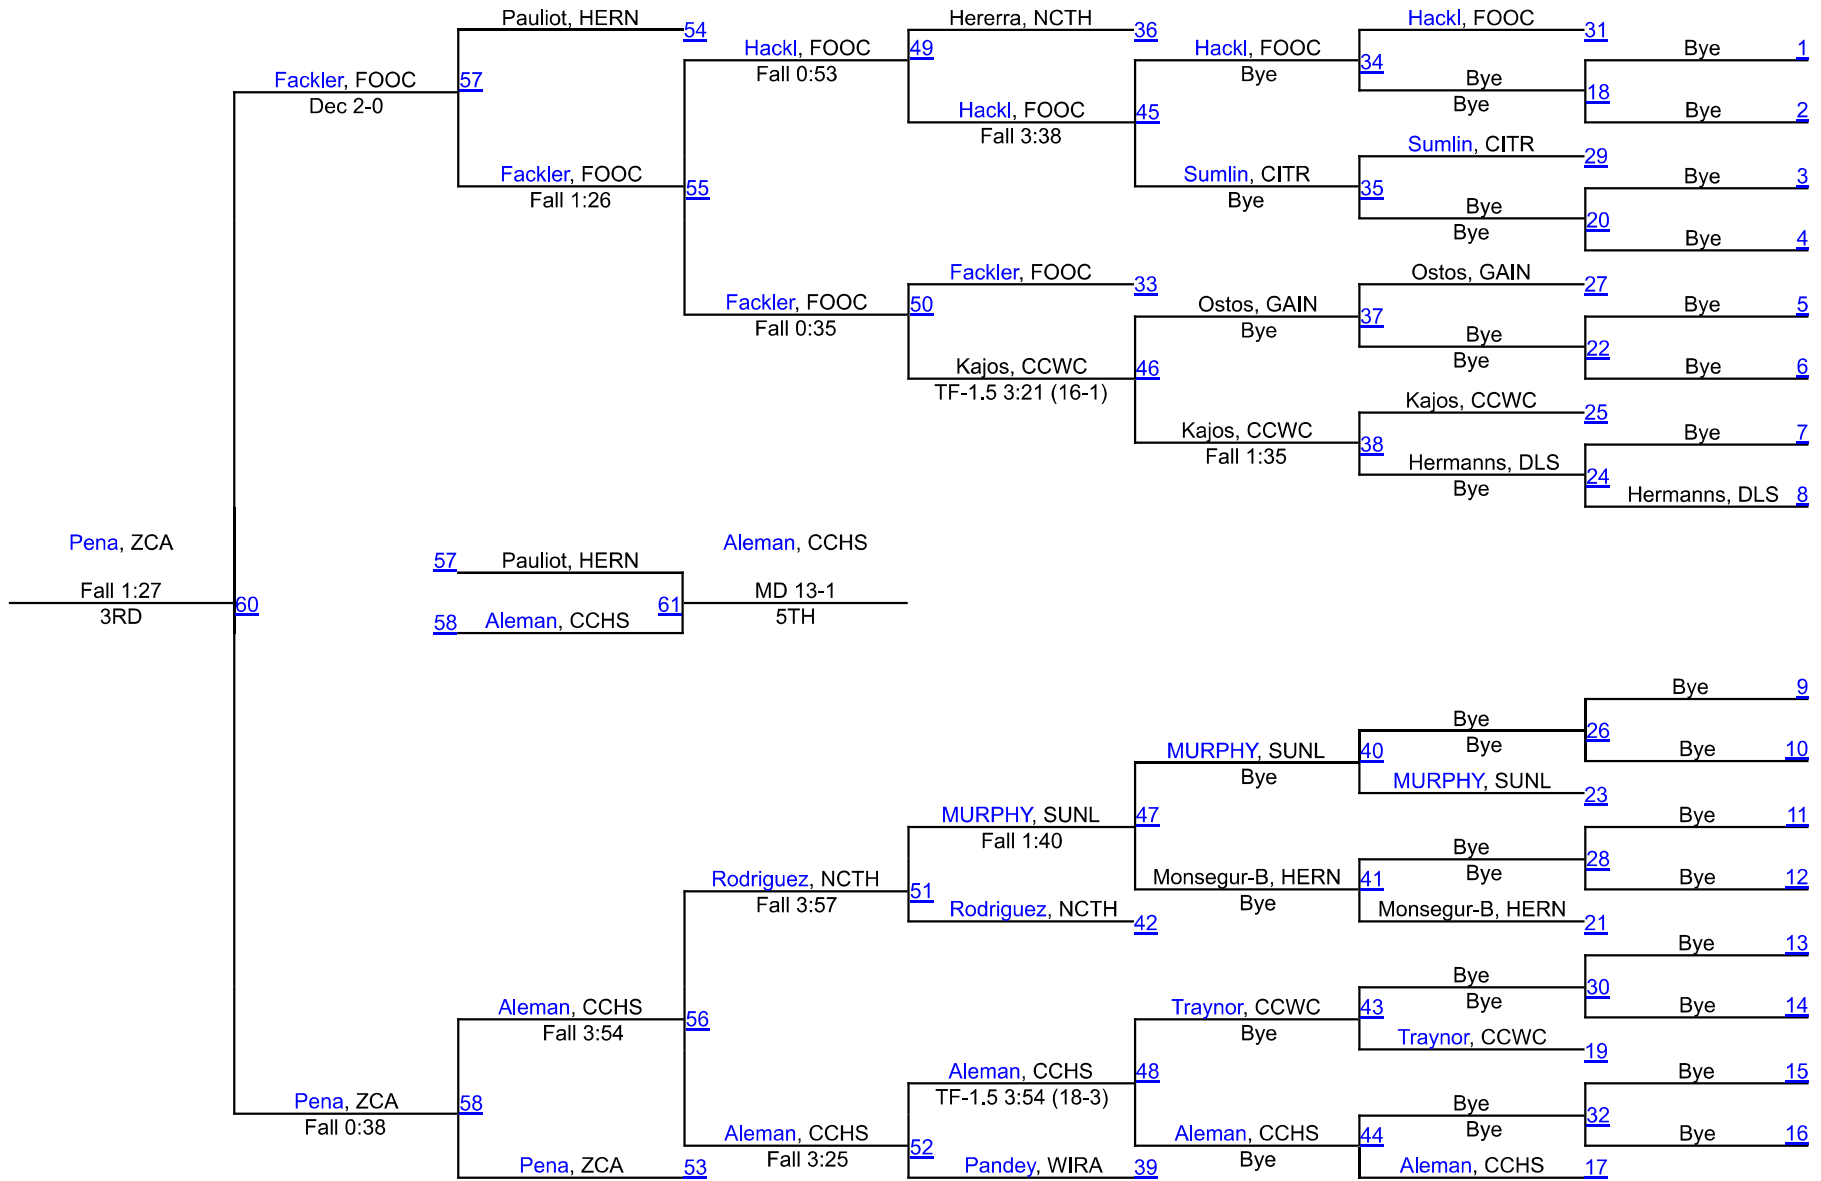 Pauliot, HERN
54
Hererra, NCTH
36
Hackl, FOOC
31
Hackl, FOOC
49
Fall 0:53
Hackl, FOOC
34
Bye
Bye 1
Fackler, FOOC
57
Dec 2-0
Bye
Bye
18
Hackl, FOOC
45
Fall 3:38
Bye 2
Sumlin, CITR
29
Fackler, FOOC
55
Fall 1:26
Sumlin, CITR
35
Bye
Bye 3
Bye
Bye
20
Bye 4
Fackler, FOOC
33
Ostos, GAIN
27
Fackler, FOOC
50
Fall 0:35
Ostos, GAIN
37
Bye
Bye 5
Bye
Bye
22
Kajos, CCWC
46
TF-1.5 3:21 (16-1)
Bye 6
Kajos, CCWC
25
Kajos, CCWC
38
Fall 1:35
Bye 7
Hermanns, DLS
24
Bye
Hermanns, DLS 8
Pena, ZCA
Fall 1:27
60
3RD
57
Pauliot, HERN
58
Aleman, CCHS
61
Aleman, CCHS
MD 13-1
5TH
Bye 9
Bye
Bye
26
MURPHY, SUNL
40
Bye
Bye 10
MURPHY, SUNL
23
MURPHY, SUNL
47
Fall 1:40
Bye 11
Bye
Bye
28
Rodriguez, NCTH
51
Fall 3:57
Monsegur-B, HERN
41
Bye
Bye 12
Rodriguez, NCTH
42
Monsegur-B, HERN
21
Bye 13
Bye
Bye
30
Aleman, CCHS
56
Fall 3:54
Traynor, CCWC
43
Bye
Bye 14
Traynor, CCWC
19
Aleman, CCHS
48
TF-1.5 3:54 (18-3)
Bye 15
Pena, ZCA
58
Fall 0:38
Bye
Bye
32
Aleman, CCHS
52
Fall 3:25
Aleman, CCHS
44
Bye
Bye 16
Pena, ZCA
53
Pandey, WIRA
39
Aleman, CCHS
17